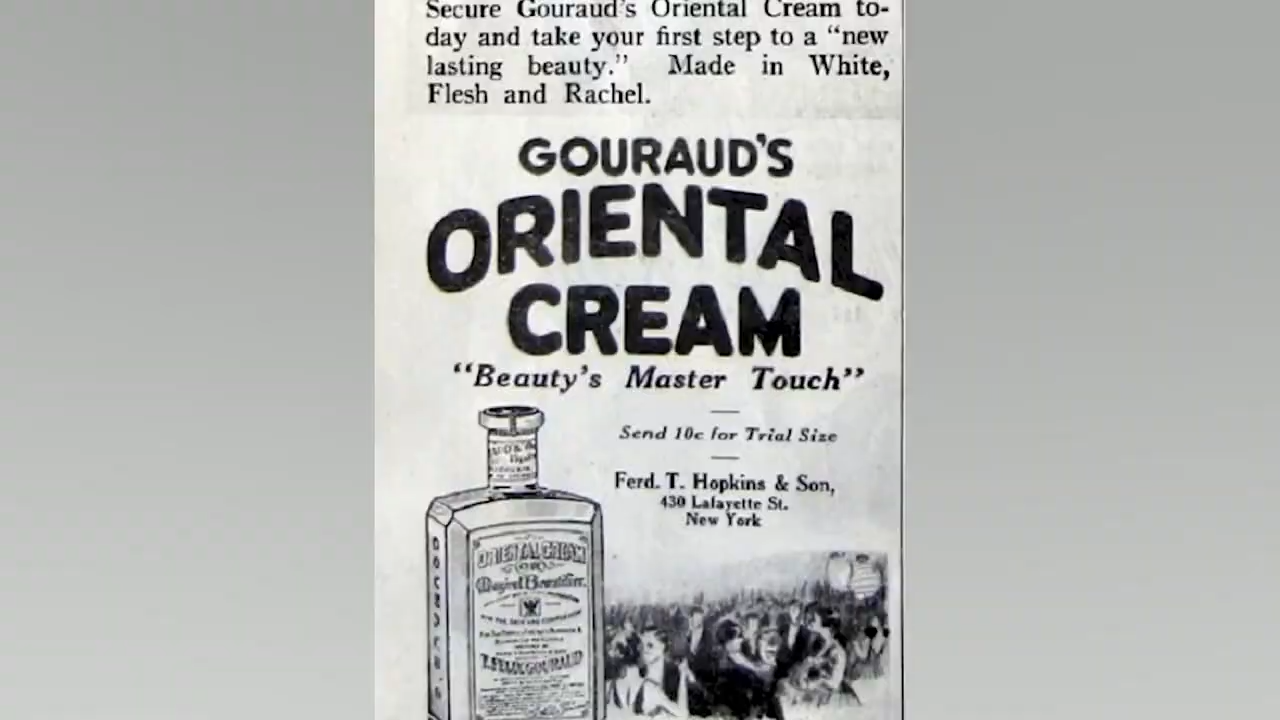 Secure Gouraud's Oriental Cream to-
day and take your first step to a “new
lasting beauty.” Made in White,
Flesh and Rachel.
GOURAUD'S
ORIENTAL
CREAM
“Beauty's Master Touch”
Send 10c for Trial Size
Ferd. T. Hopkins & Son,
430 Lafayette St.
New York
ORIENTAL CREAM
OR
Magical Beautifier.
T. FELIX GOURAUD